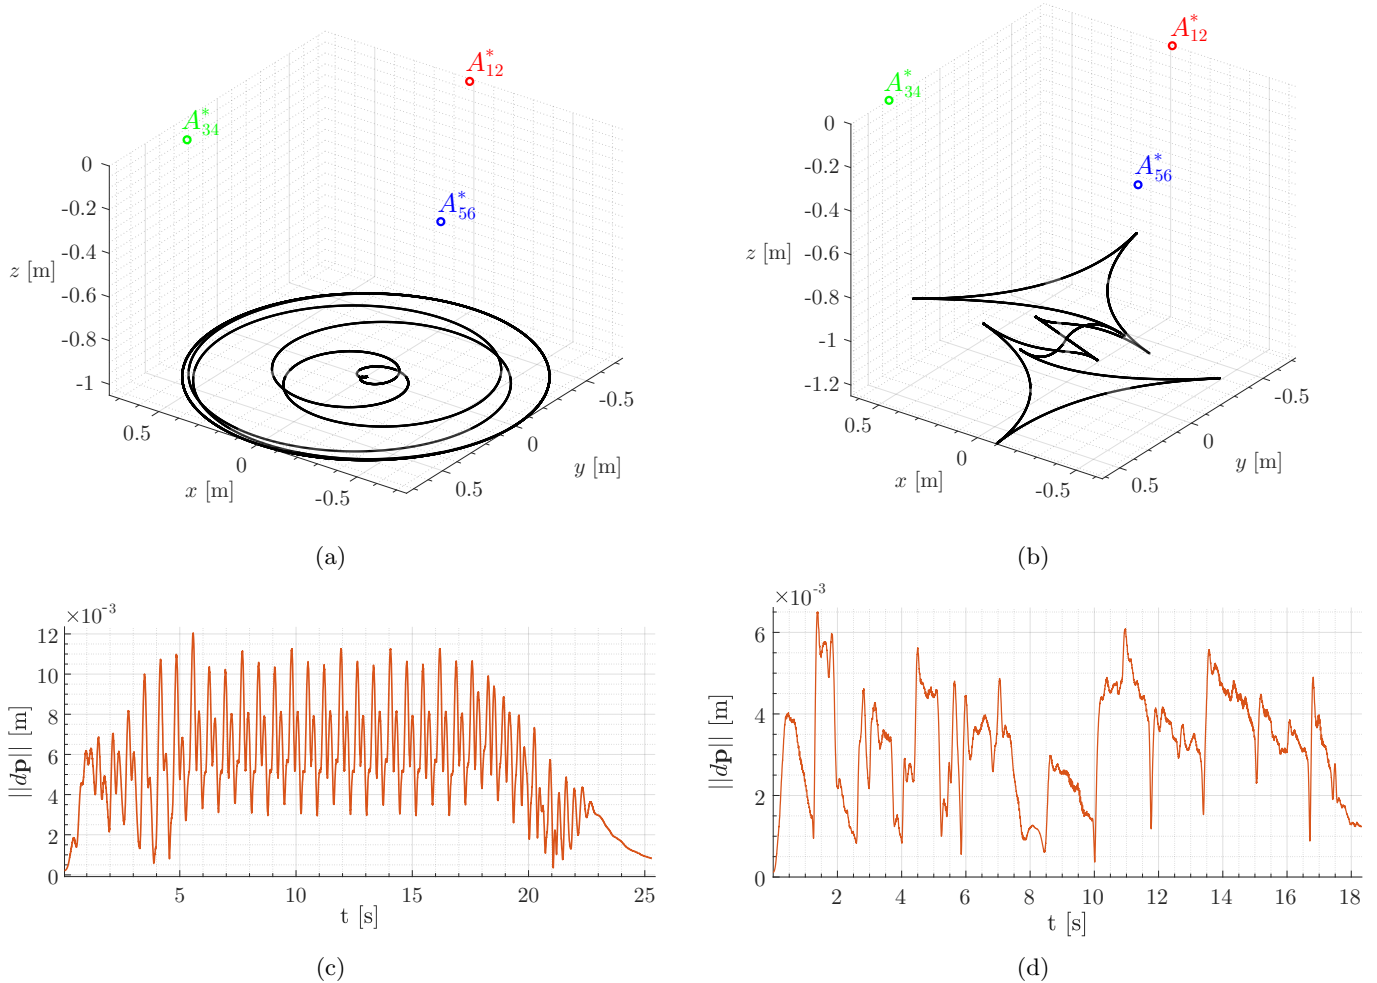 A*12
A*34
A*56
0
-0.2
-0.4
-0.6
-0.8
-1
z [m]
0.5
0
-0.5
x [m]
0.5
0
-0.5
y [m]
(a)
A*12
A*34
A*56
0
-0.2
-0.4
-0.6
-0.8
-1
-1.2
z [m]
0.5
0
-0.5
x [m]
0.5
0
-0.5
y [m]
(b)
×10-3
12
10
8
6
4
2
0
||dp|| [m]
5 10 15 20 25
t [s]
(c)
×10-3
6
4
2
0
||dp|| [m]
2 4 6 8 10 12 14 16 18
t [s]
(d)